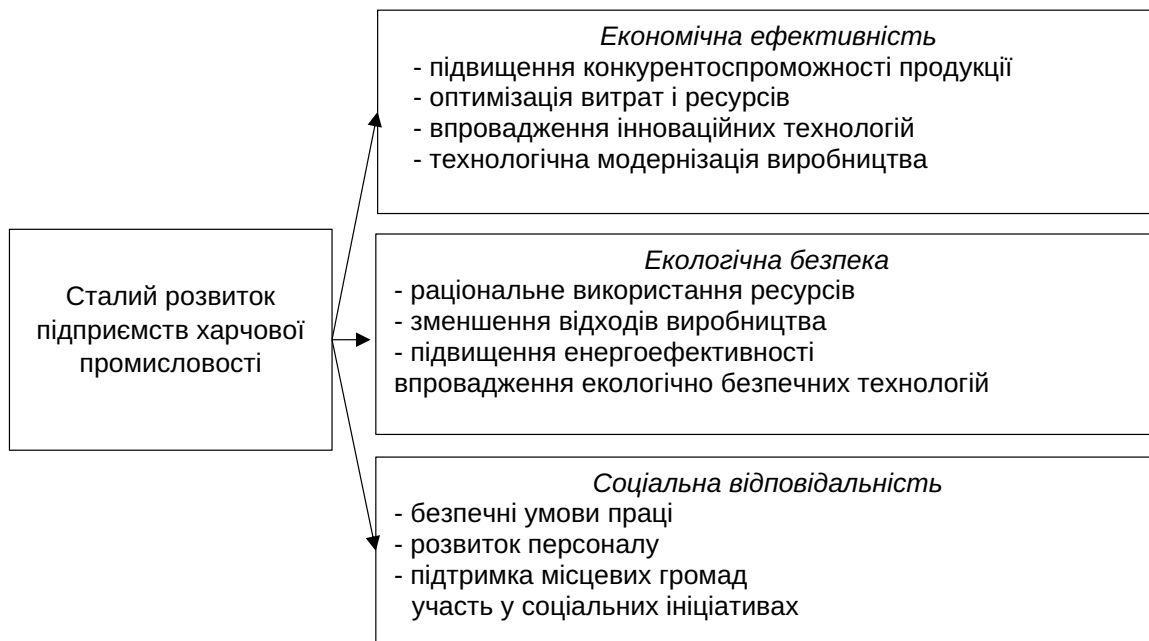 Економічна ефективність
- підвищення конкурентоспроможності продукції
- оптимізація витрат і ресурсів
- впровадження інноваційних технологій
- технологічна модернізація виробництва
Сталий розвиток
підприємств харчової
промисловості
Екологічна безпека
- раціональне використання ресурсів
- зменшення відходів виробництва
- підвищення енергоефективності
впровадження екологічно безпечних технологій
Соціальна відповідальність
- безпечні умови праці
- розвиток персоналу
- підтримка місцевих громад
участь у соціальних ініціативах